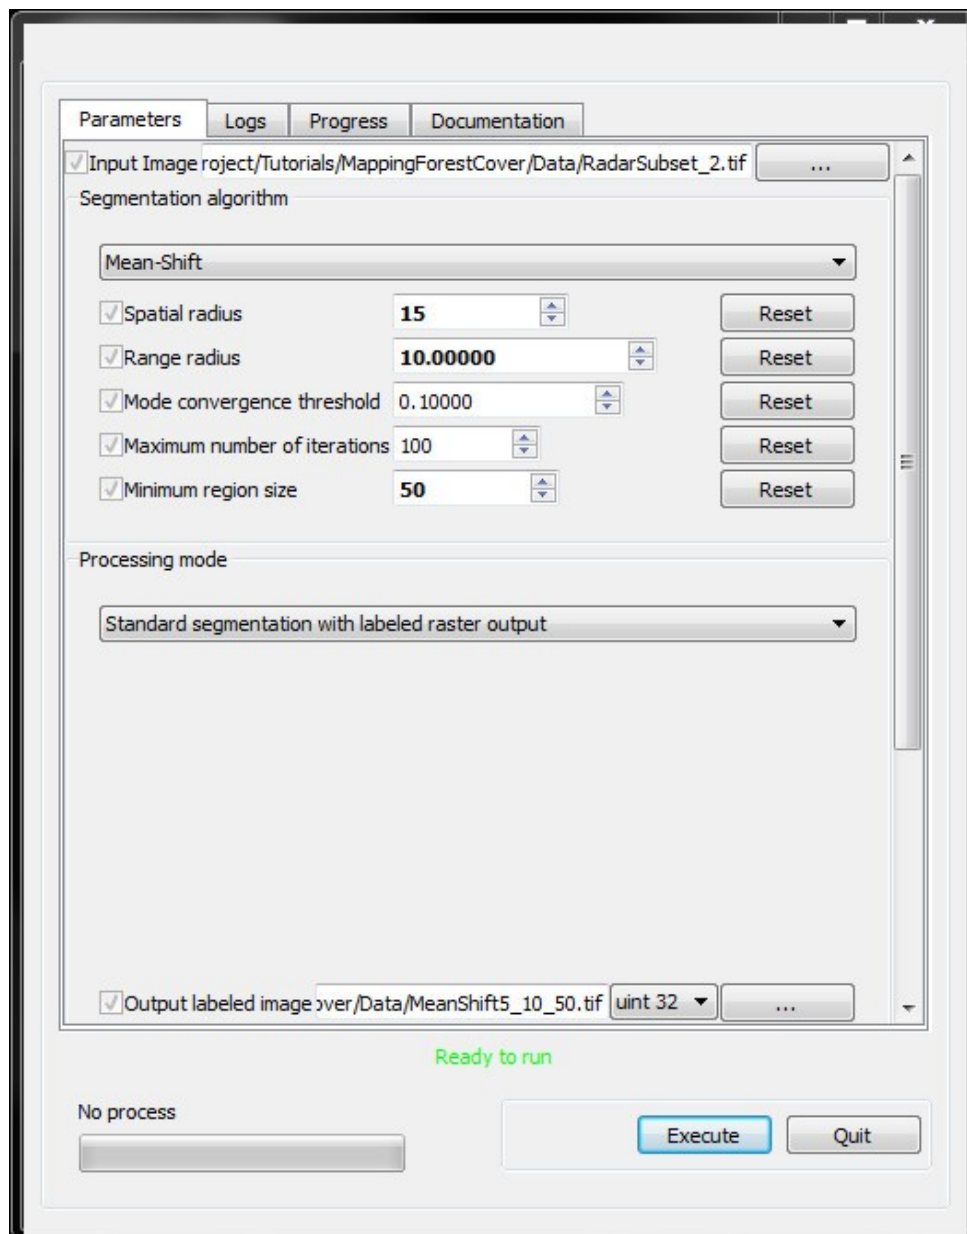 Parameters Logs Progress Documentation
Input Image roject/Tutorials/MappingForestCover/Data/RadarSubset_2.tif ...
Segmentation algorithm
Mean-Shift
Spatial radius 15 Reset
Range radius 10.00000 Reset
Mode convergence threshold 0.10000 Reset
Maximum number of iterations 100 Reset
Minimum region size 50 Reset
Processing mode
Standard segmentation with labeled raster output
Output labeled image over/Data/MeanShift5_10_50.tif uint 32 ...
Ready to run
No process
Execute Quit